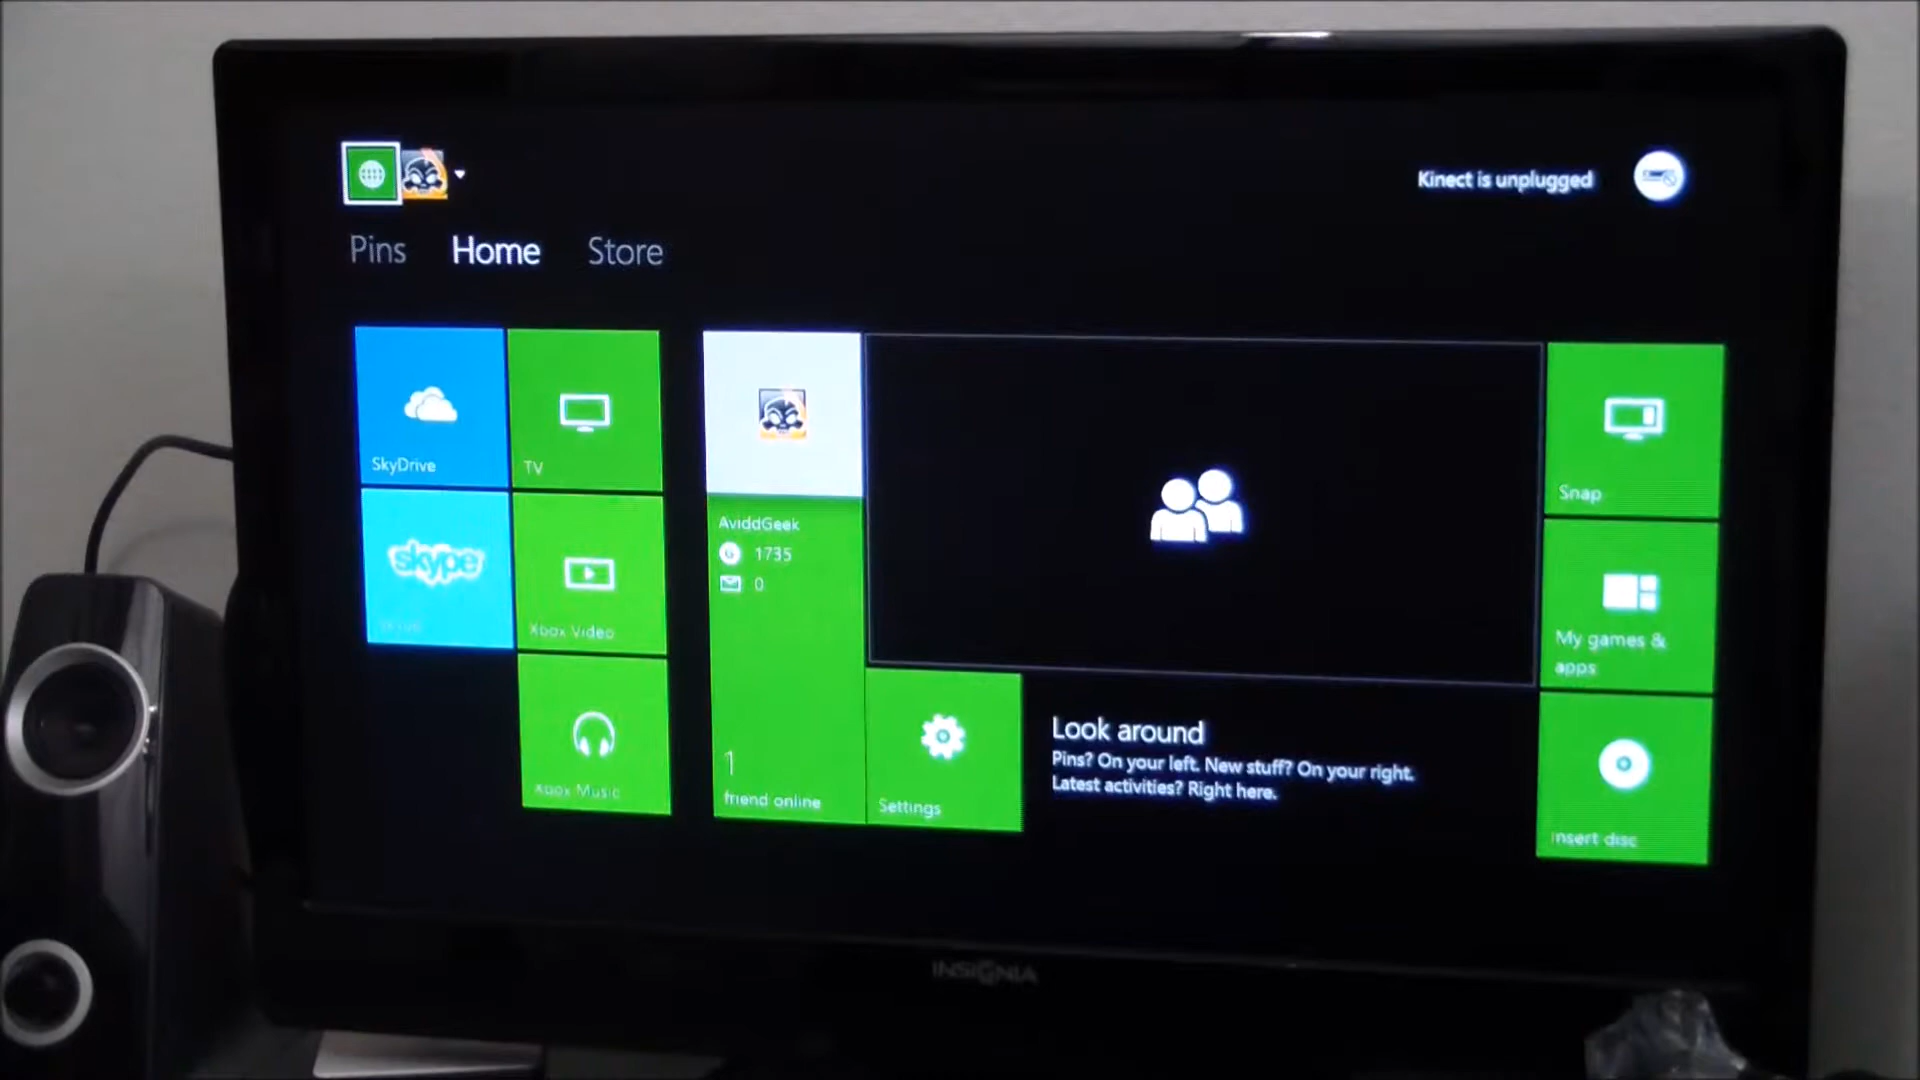 Kinect is unplugged
Pins Home Store
SkyDrive
TV
skype
Xbox Video
Xbox Music
AviddGeek
G 1735
0
1
friend online
Settings
Look around
Pins? On your left. New stuff? On your right.
Latest activities? Right here.
Snap
My games &
apps
Insert disc
INSIGNIA